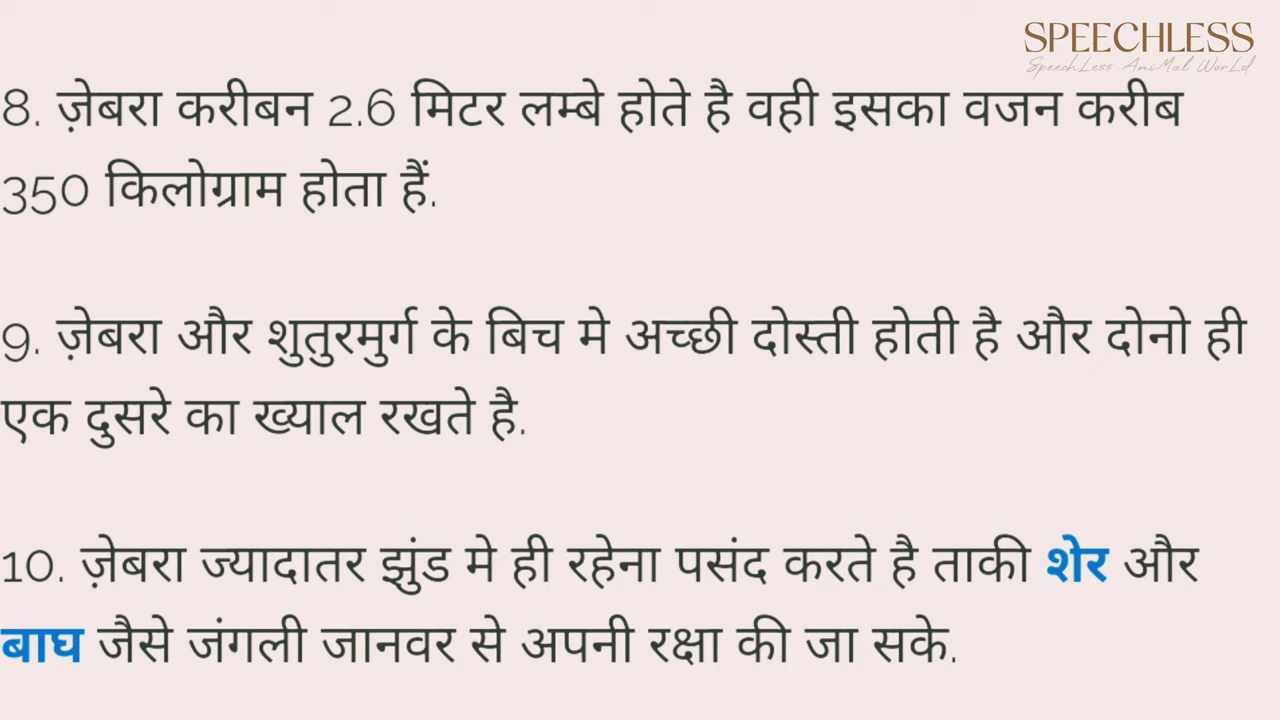 SPEECHLESS
SpeechLess AniMal WorLd
8. ज़ेबरा करीबन 2.6 मिटर लम्बे होते है वही इसका वजन करीब
350 किलोग्राम होता हैं.
9. ज़ेबरा और शुतुरमुर्ग के बिच मे अच्छी दोस्ती होती है और दोनो ही
एक दुसरे का ख्याल रखते है.
10. ज़ेबरा ज्यादातर झुंड मे ही रहेना पसंद करते है ताकी शेर और
बाघ जैसे जंगली जानवर से अपनी रक्षा की जा सके.